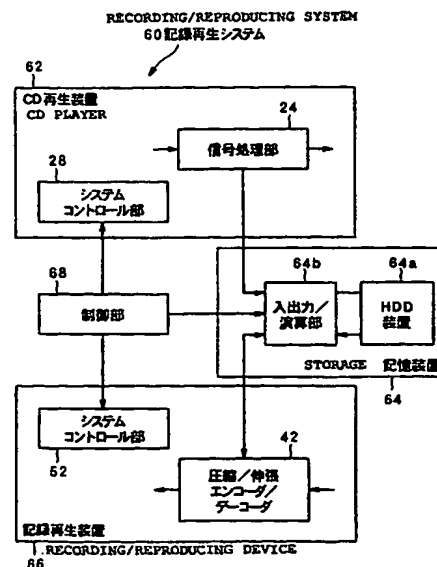 RECORDING/REPRODUCING SYSTEM
60 記録再生システム
62
CD再生装置
CD PLAYER
24
信号処理部
28
システム
コントロール部
64b
64a
68
制御部
入出力/
演算部
HDD
装置
STORAGE 記憶装置
64
システム
コントロール部
52
42
圧縮/伸張
エンコーダ/
デーコーダ
記録再生装置
66
RECORDING/REPRODUCING DEVICE